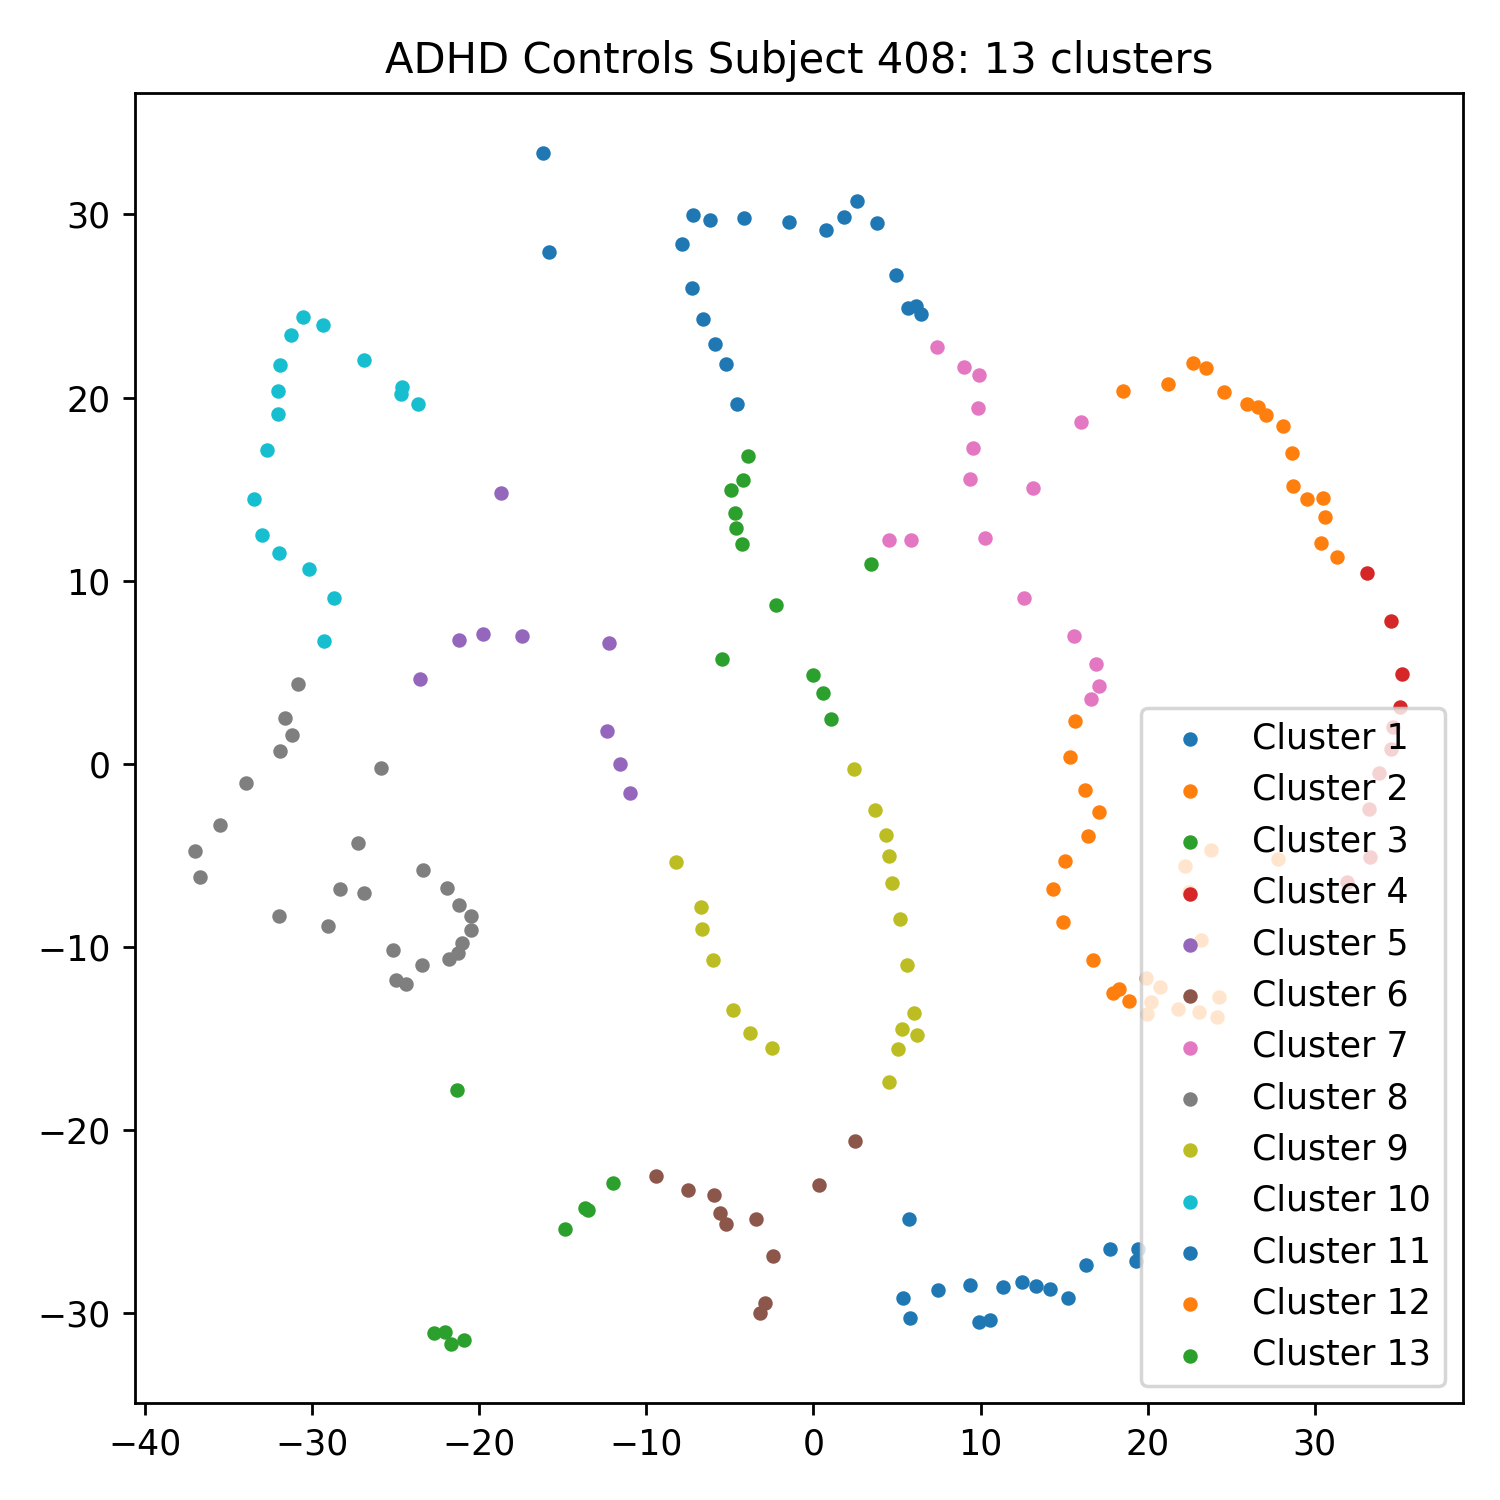 ADHD Controls Subject 408: 13 clusters
30
20
10
0
−10
−20
−30
−40
−30
−20
−10
0
10
20
30
Cluster 1
Cluster 2
Cluster 3
Cluster 4
Cluster 5
Cluster 6
Cluster 7
Cluster 8
Cluster 9
Cluster 10
Cluster 11
Cluster 12
Cluster 13